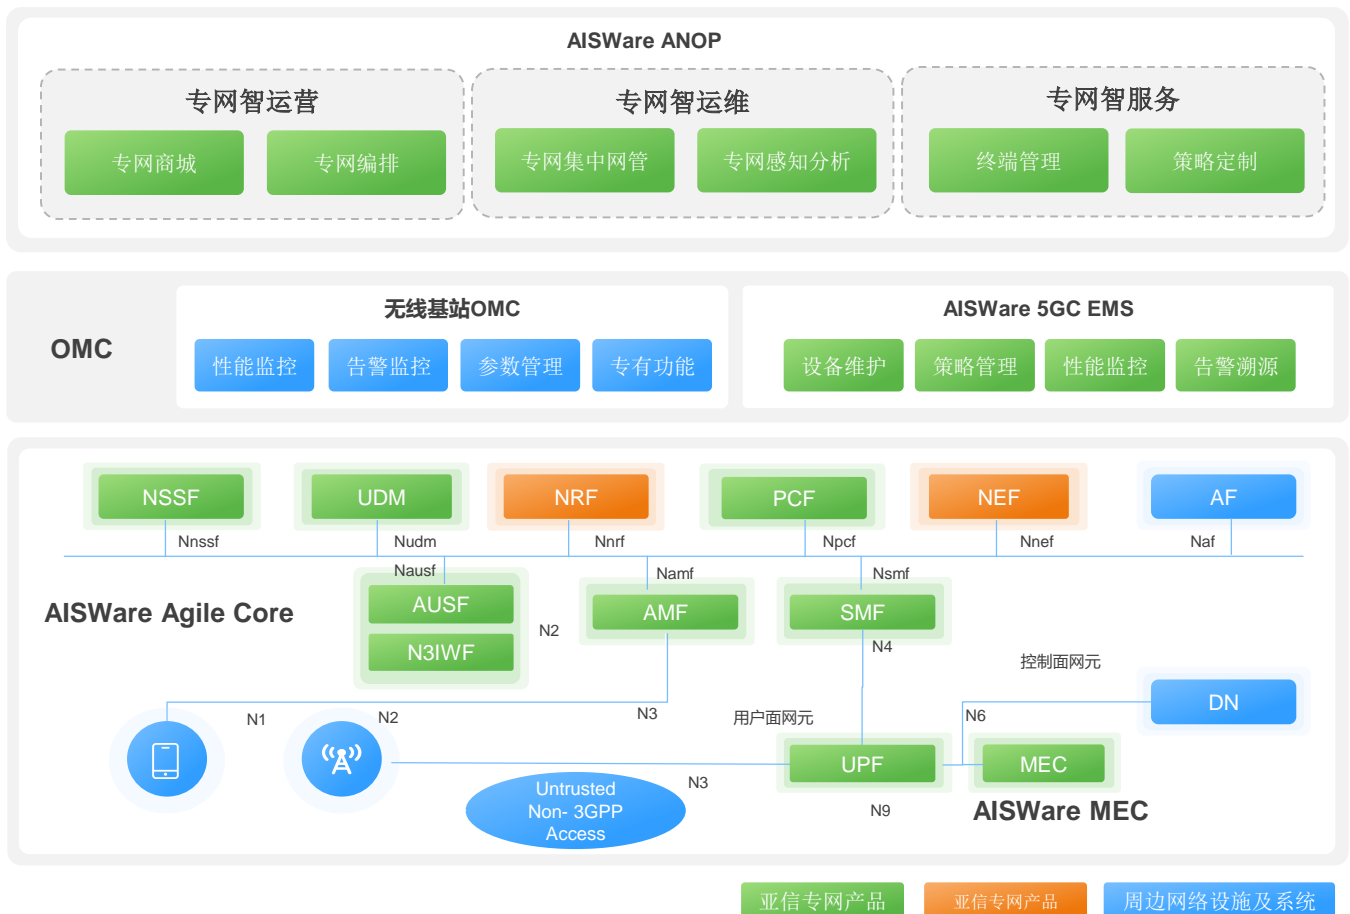 AISWare ANOP
专网智运营
专网智运维
专网智服务
专网商城
专网编排
专网集中网管
专网感知分析
终端管理
策略定制
OMC
无线基站OMC
AISWare 5GC EMS
性能监控
告警监控
参数管理
专有功能
设备维护
策略管理
性能监控
告警溯源
NSSF
UDM
NRF
PCF
NEF
AF
Nnssf
Nudm
Nnrf
Npcf
Nnef
Naf
Nausf
Namf
Nsmf
AISWare Agile Core
AUSF
AMF
SMF
N2
N3IWF
N4
控制面网元
DN
N1
N2
N3
用户面网元
N6
UPF
MEC
N3
Untrusted
Non- 3GPP
Access
N9
AISWare MEC
亚信专网产品
亚信专网产品
周边网络设施及系统